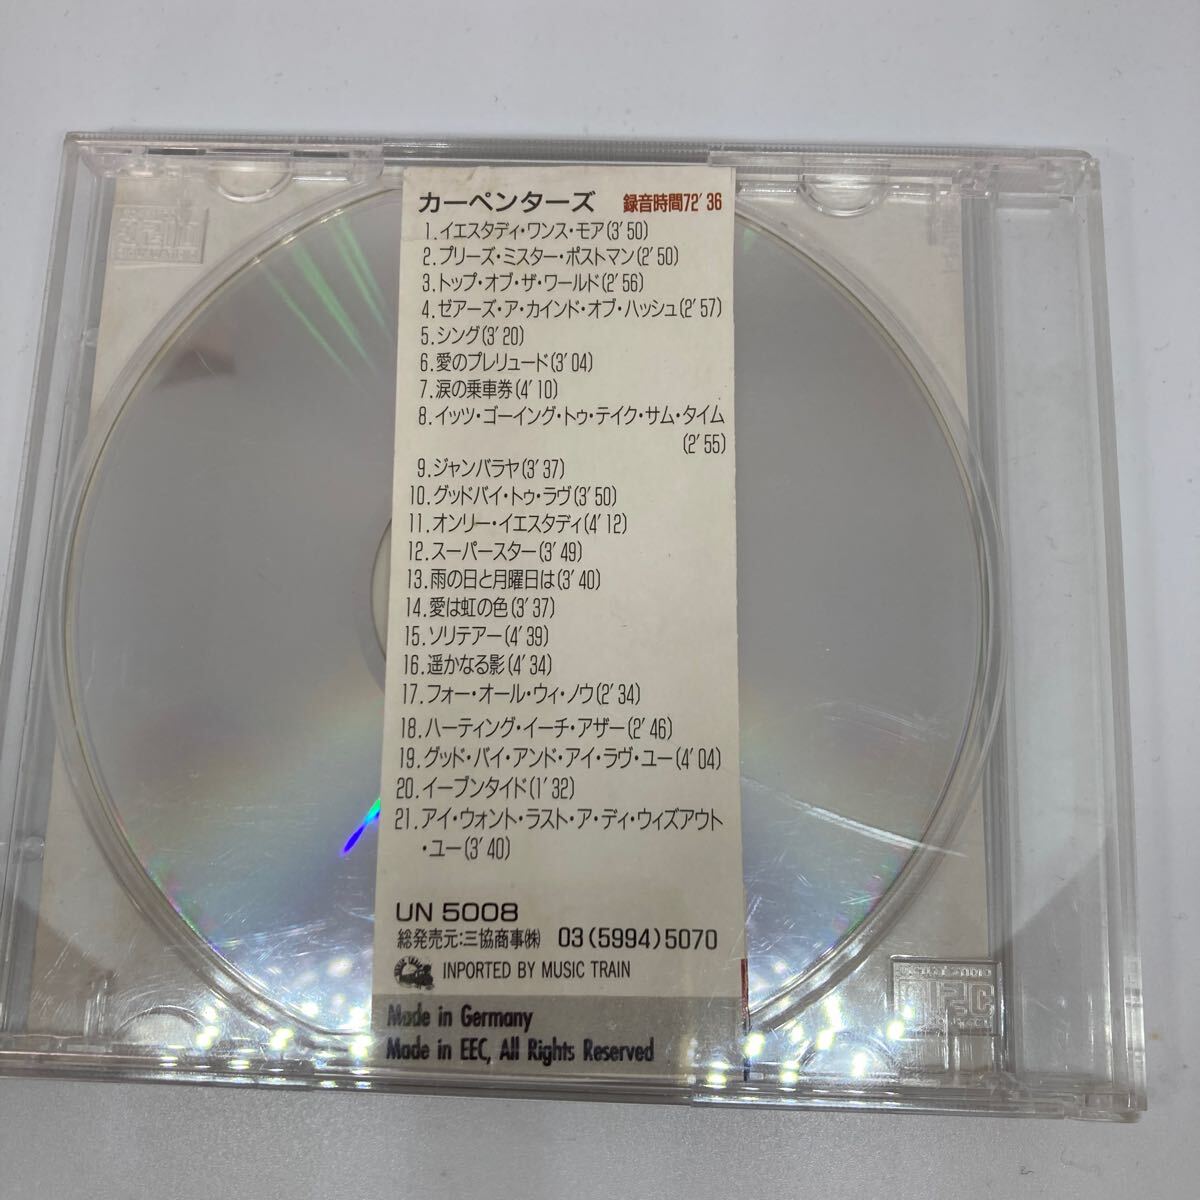 カーペンターズ 録音時間72'36
1.イエスタディ・ワンス・モア(3'50)
2.プリーズ・ミスター・ポストマン(2'50)
3.トップ・オブ・ザ・ワールド(2'56)
4.ゼアーズ・ア・カインド・オブ・ハッシュ(2'57)
5.シング(3'20)
6.愛のプレリュード(3'04)
7.涙の乗車券(4'10)
8.イッツ・ゴーイング・トゥ・テイク・サム・タイム
(2'55)
9.ジャンバラヤ(3'37)
10.グッドバイ・トゥ・ラヴ(3'50)
11.オンリー・イエスタディ(4'12)
12.スーパースター(3'49)
13.雨の日と月曜日は(3'40)
14.愛は虹の色(3'37)
15.ソリテアー(4'39)
16.遥かなる影(4'34)
17.フォー・オール・ウィ・ノウ(2'34)
18.ハーティング・イーチ・アザー(2'46)
19.グッド・バイ・アンド・アイ・ラヴ・ユー(4'04)
20.イーブンタイド(1'32)
21.アイ・ウォント・ラスト・ア・ディ・ウィズアウト
・ユー(3'40)
UN 5008
総発売元:三協商事㈱ 03(5994)5070
INPORTED BY MUSIC TRAIN
Made in Germany
Made in EEC, All Rights Reserved